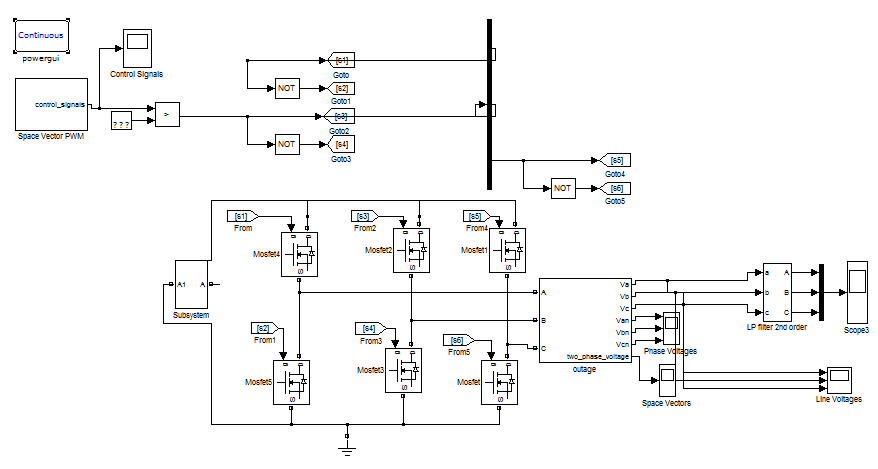 Continuous
powergui
Control Signals
control_signals
Space Vector PWM
? ? ?
>
[s1]
Goto
NOT
[s2]
Goto1
[s3]
Goto2
NOT
[s4]
Goto3
[s5]
Goto4
NOT
[s6]
Goto5
[s1]
From
[s3]
From2
[s5]
From4
g
D
S
Mosfet4
g
D
S
Mosfet2
g
D
S
Mosfet1
A1
A
Subsystem
[s2]
From1
[s4]
From3
[s6]
From5
g
D
S
Mosfet5
g
D
S
Mosfet3
g
D
S
Mosfet
A
B
C
Va
Vb
Vc
Van
Vbn
Vcn
two_phase_voltage
outage
a
b
c
A
B
C
LP filter 2nd order
Scope3
Phase Voltages
Space Vectors
Line Voltages